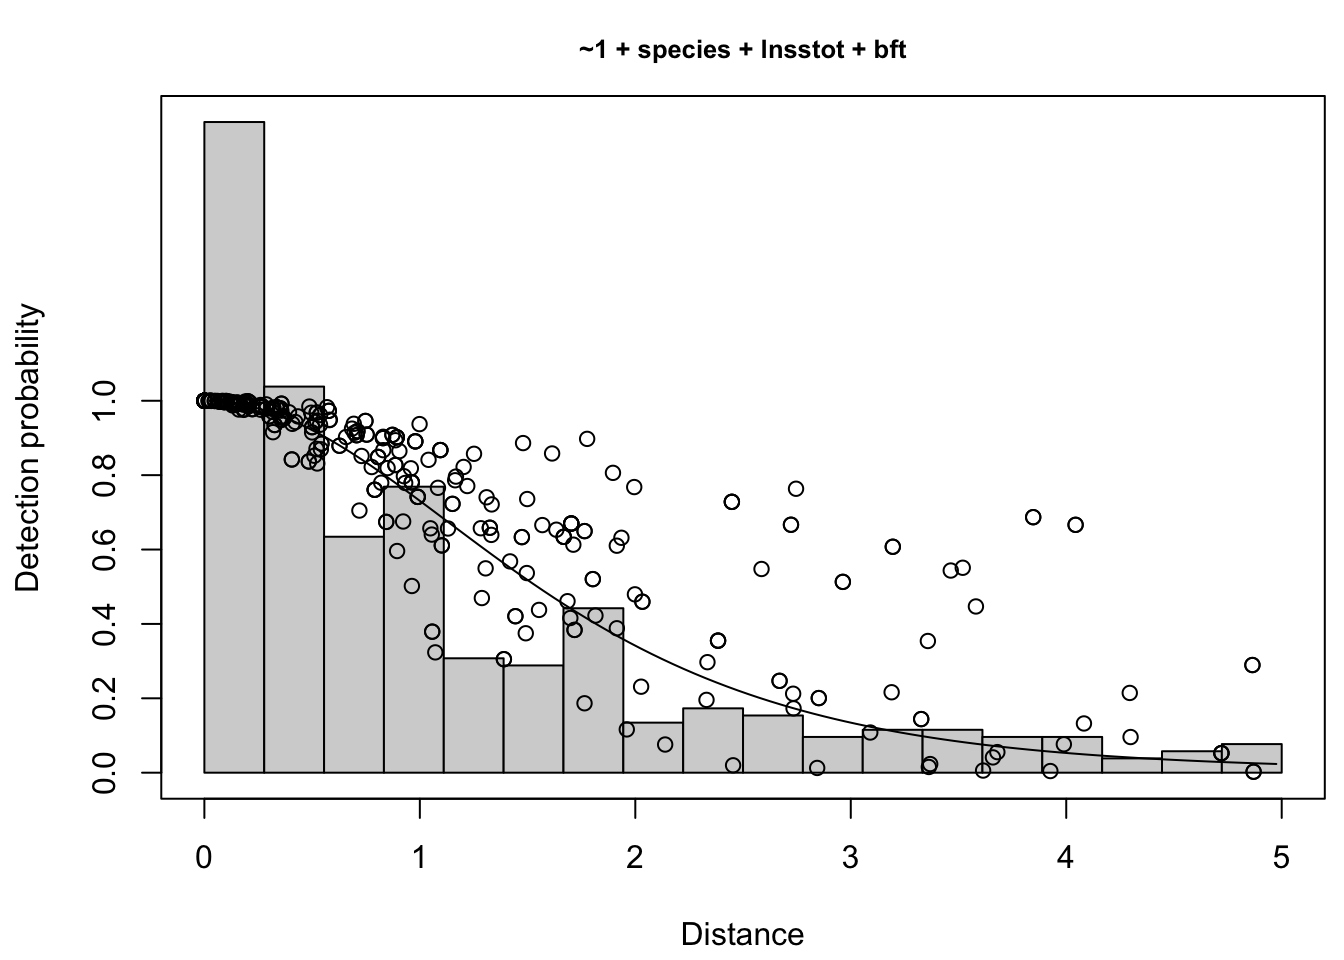 ~1 + species + lnsstot + bft
Detection probability
1.0
0.8
0.6
0.4
0.2
0.0
0 1 2 3 4 5
Distance